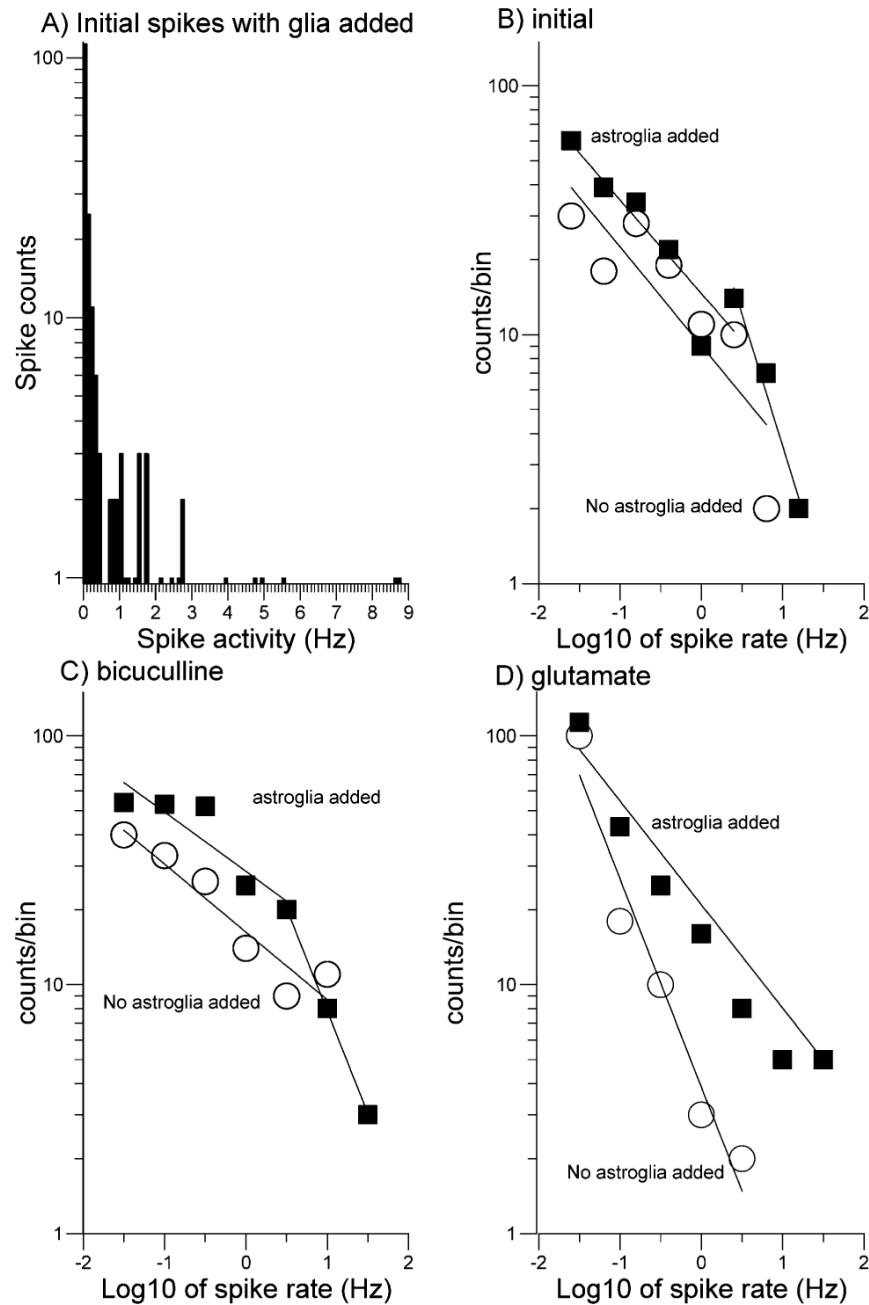 A) Initial spikes with glia added
100
10
1
Spike counts
0 1 2 3 4 5 6 7 8 9
Spike activity (Hz)
B) initial
100
10
1
counts/bin
astroglia added
No astroglia added
-2 -1 0 1 2
Log10 of spike rate (Hz)
C) bicuculline
100
10
1
counts/bin
astroglia added
No astroglia added
-2 -1 0 1 2
Log10 of spike rate (Hz)
D) glutamate
100
10
1
counts/bin
astroglia added
No astroglia added
-2 -1 0 1 2
Log10 of spike rate (Hz)